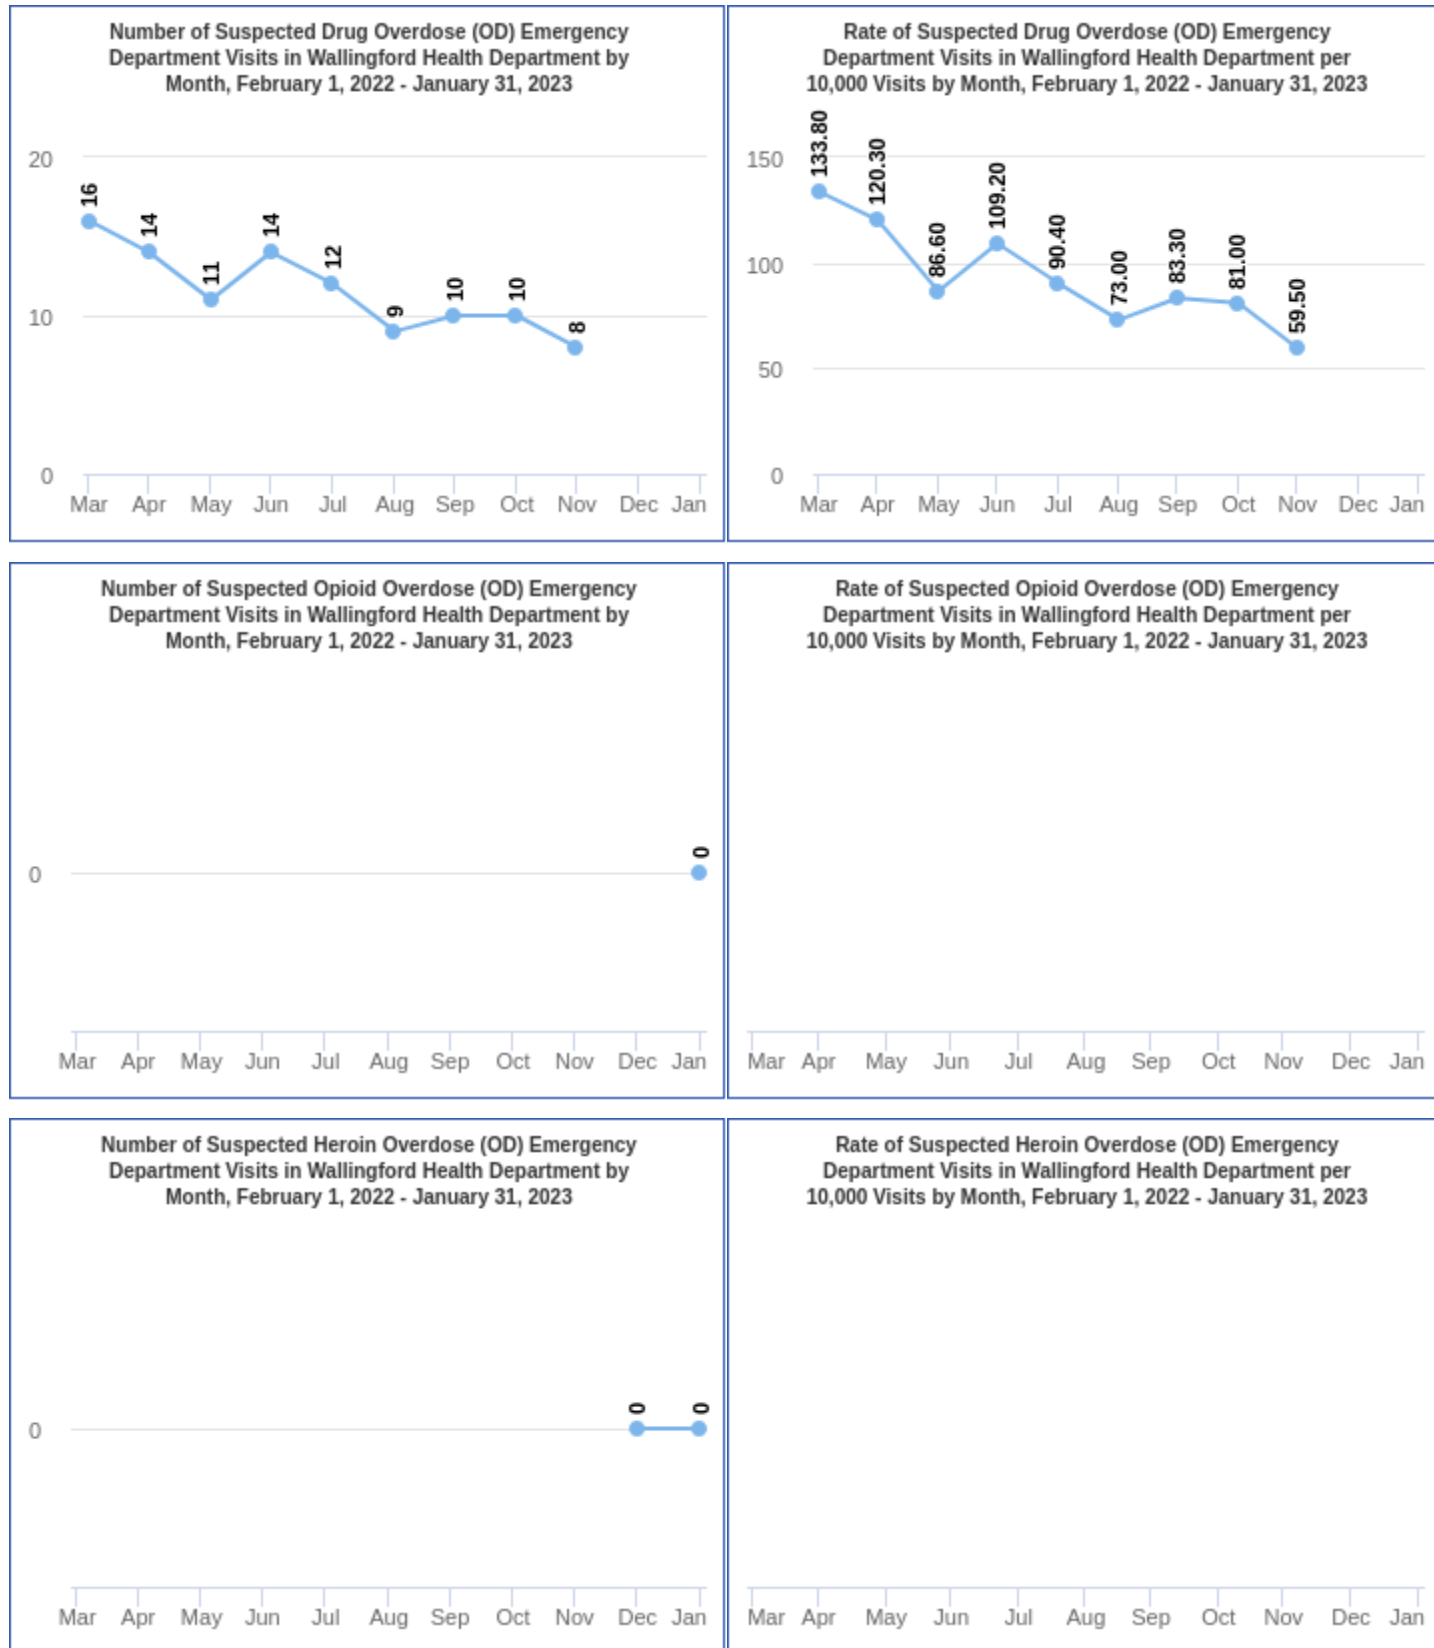 Number of Suspected Drug Overdose (OD) Emergency
Department Visits in Wallingford Health Department by
Month, February 1, 2022 - January 31, 2023
20
10
0
16
14
11
14
12
9
10
10
8
Mar Apr May Jun Jul Aug Sep Oct Nov Dec Jan
Rate of Suspected Drug Overdose (OD) Emergency
Department Visits in Wallingford Health Department per
10,000 Visits by Month, February 1, 2022 - January 31, 2023
150
100
50
0
133.80
120.30
86.60
109.20
90.40
73.00
83.30
81.00
59.50
Mar Apr May Jun Jul Aug Sep Oct Nov Dec Jan
Number of Suspected Opioid Overdose (OD) Emergency
Department Visits in Wallingford Health Department by
Month, February 1, 2022 - January 31, 2023
0
0
Mar Apr May Jun Jul Aug Sep Oct Nov Dec Jan
Rate of Suspected Opioid Overdose (OD) Emergency
Department Visits in Wallingford Health Department per
10,000 Visits by Month, February 1, 2022 - January 31, 2023
Mar Apr May Jun Jul Aug Sep Oct Nov Dec Jan
Number of Suspected Heroin Overdose (OD) Emergency
Department Visits in Wallingford Health Department by
Month, February 1, 2022 - January 31, 2023
0
0
0
Mar Apr May Jun Jul Aug Sep Oct Nov Dec Jan
Rate of Suspected Heroin Overdose (OD) Emergency
Department Visits in Wallingford Health Department per
10,000 Visits by Month, February 1, 2022 - January 31, 2023
Mar Apr May Jun Jul Aug Sep Oct Nov Dec Jan